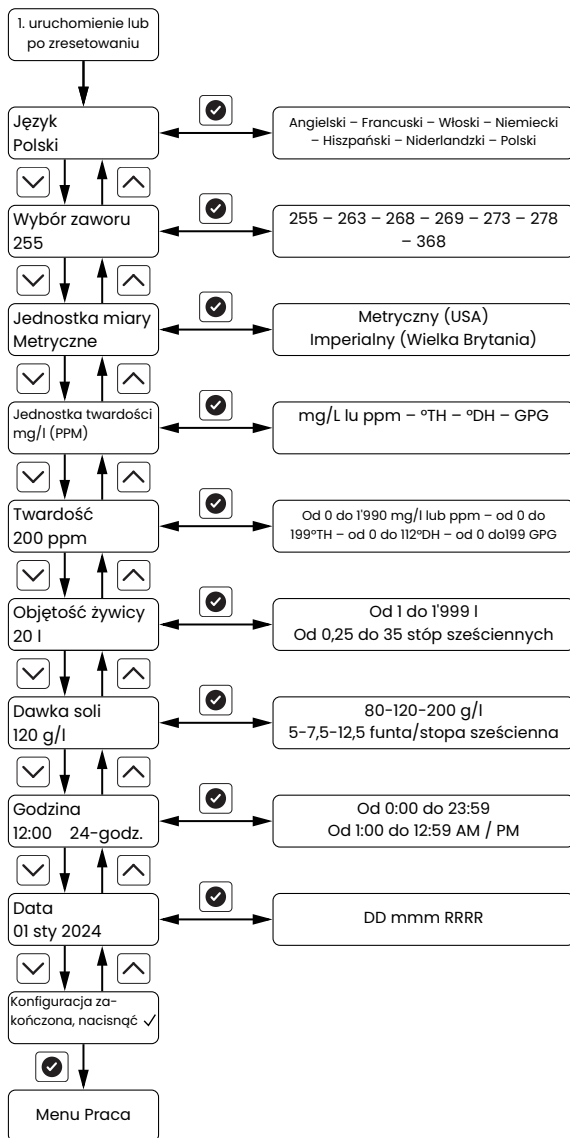 1. uruchomienie lub
po zresetowaniu
Język
Polski
Angielski – Francuski – Włoski – Niemiecki
– Hiszpański – Niderlandzki – Polski
Wybór zaworu
255
255 – 263 – 268 – 269 – 273 – 278
– 368
Jednostka miary
Metryczne
Metryczny (USA)
Imperialny (Wielka Brytania)
Jednostka twardości
mg/l (PPM)
mg/L lu ppm – °TH – °DH – GPG
Twardość
200 ppm
Od 0 do 1'990 mg/l lub ppm – od 0 do
199°TH – od 0 do 112°DH – od 0 do199 GPG
Objętość żywicy
20 l
Od 1 do 1'999 l
Od 0,25 do 35 stóp sześciennych
Dawka soli
120 g/l
80-120-200 g/l
5-7,5-12,5 funta/stopa sześcienna
Godzina
12:00 24-godz.
Od 0:00 do 23:59
Od 1:00 do 12:59 AM / PM
Data
01 sty 2024
DD mmm RRRR
Konfiguracja za-
kończona, nacisnąć ✓
Menu Praca